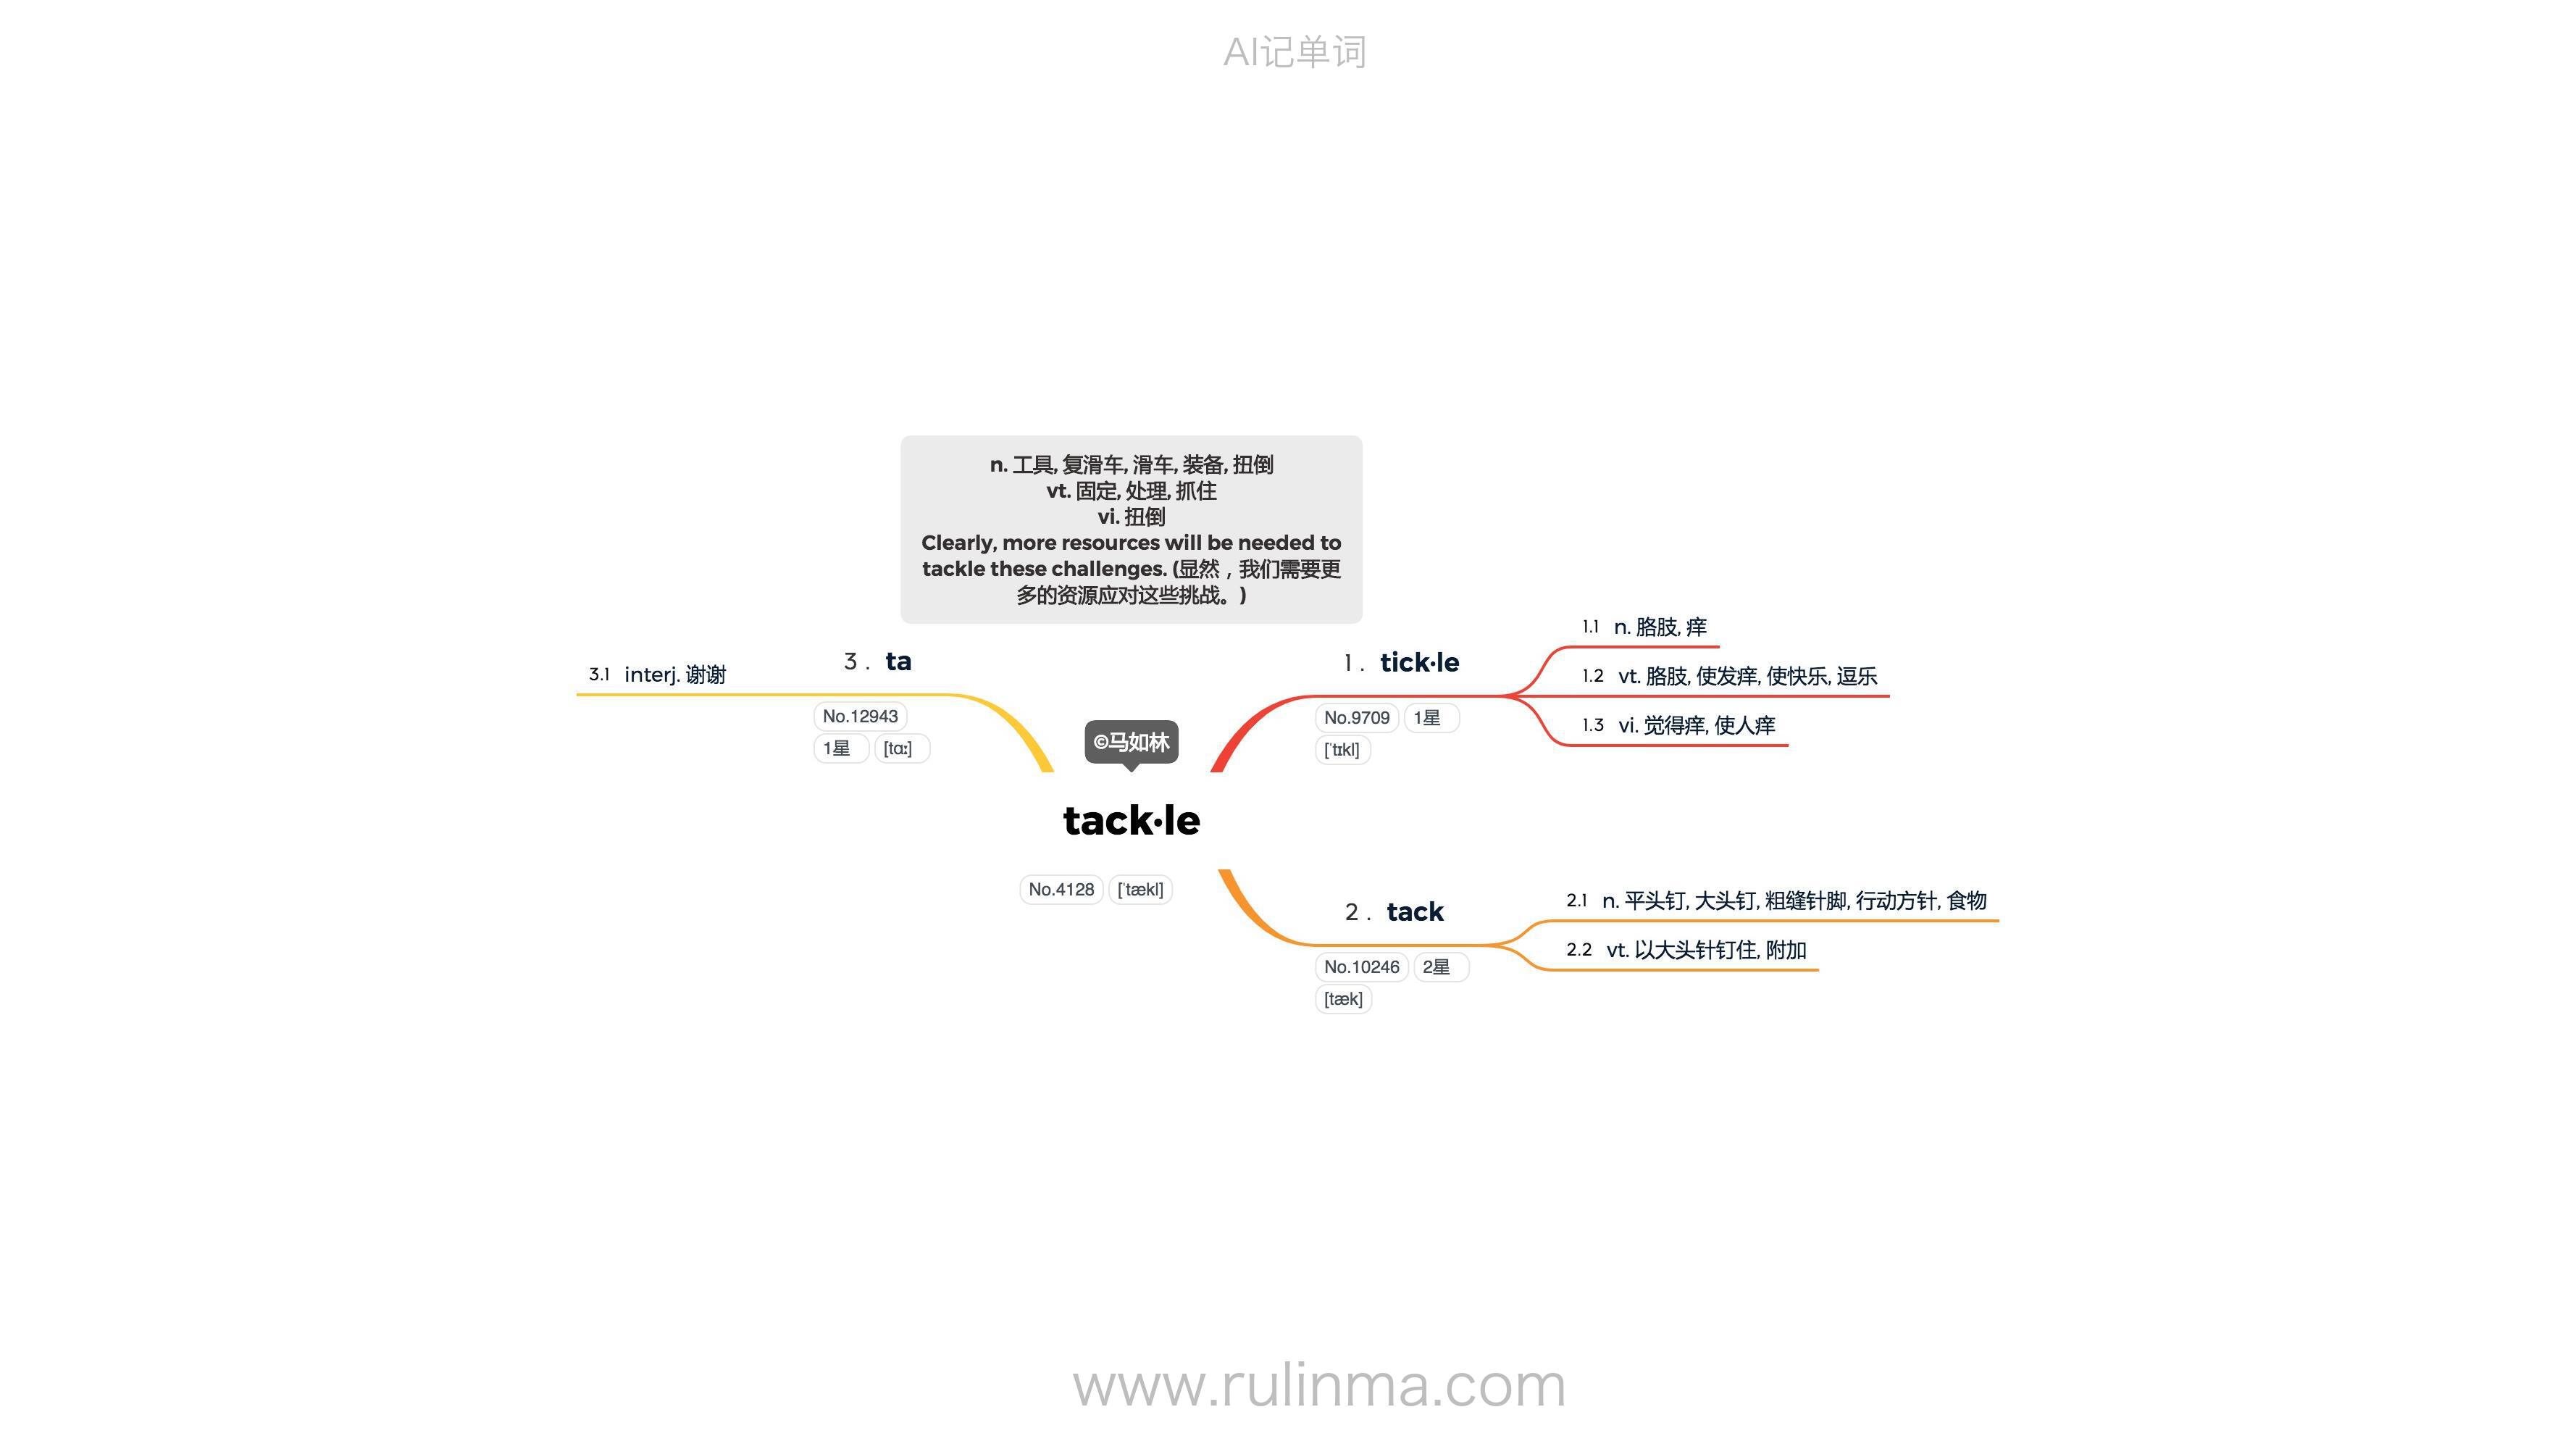 AI记单词
n. 工具, 复滑车, 滑车, 装备, 扭倒
vt. 固定, 处理, 抓住
vi. 扭倒
Clearly, more resources will be needed to
tackle these challenges. (显然，我们需要更
多的资源应对这些挑战。)
©马如林
tack·le
No.4128 [ˈtækl]
1. tick·le
No.9709 1星
[ˈtɪkl]
1.1 n. 胳肢, 痒
1.2 vt. 胳肢, 使发痒, 使快乐, 逗乐
1.3 vi. 觉得痒, 使人痒
2. tack
No.10246 2星
[tæk]
2.1 n. 平头钉, 大头钉, 粗缝针脚, 行动方针, 食物
2.2 vt. 以大头针钉住, 附加
3. ta
No.12943
1星 [tɑː]
3.1 interj. 谢谢
www.rulinma.com